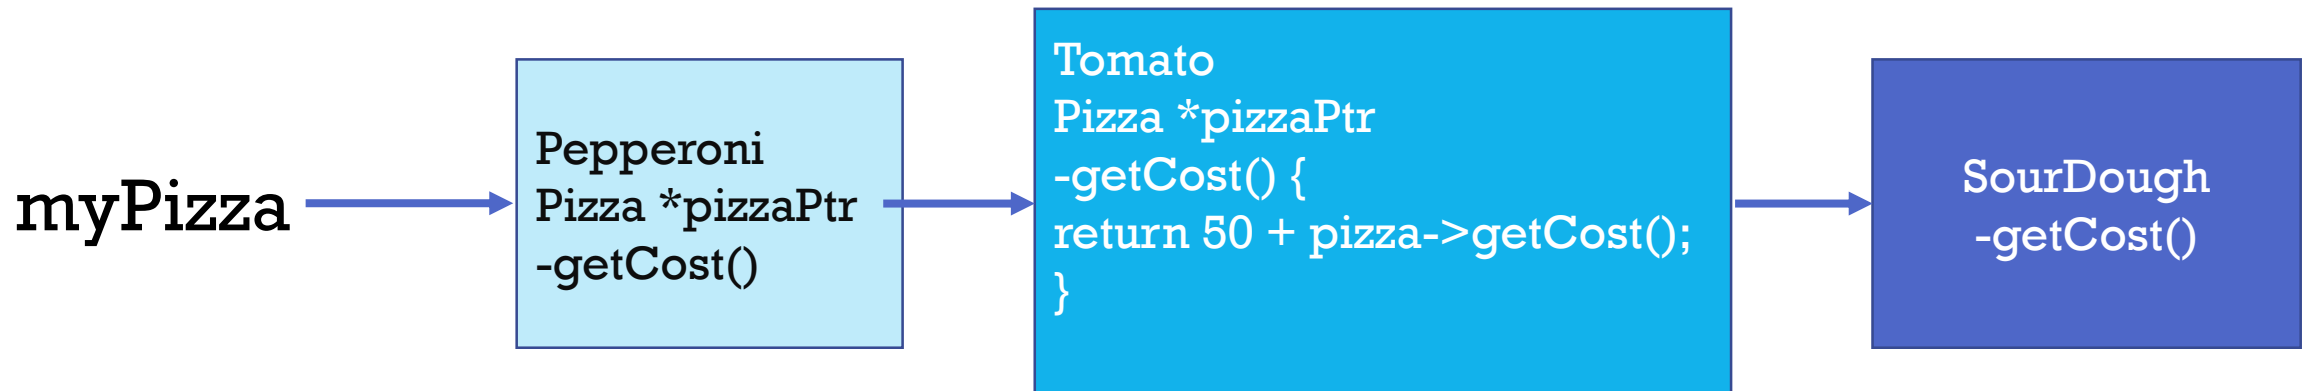 myPizza
Pepperoni
Pizza *pizzaPtr
-getCost()
Tomato
Pizza *pizzaPtr
-getCost() {
return 50 + pizza->getCost();
}
SourDough
-getCost()